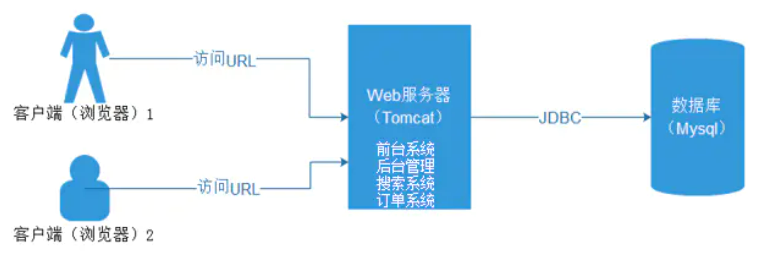 访问URL
客户端（浏览器）1
Web服务器
（Tomcat）
前台系统
后台管理
搜索系统
订单系统
JDBC
数据库
（Mysql）
访问URL
客户端（浏览器）2